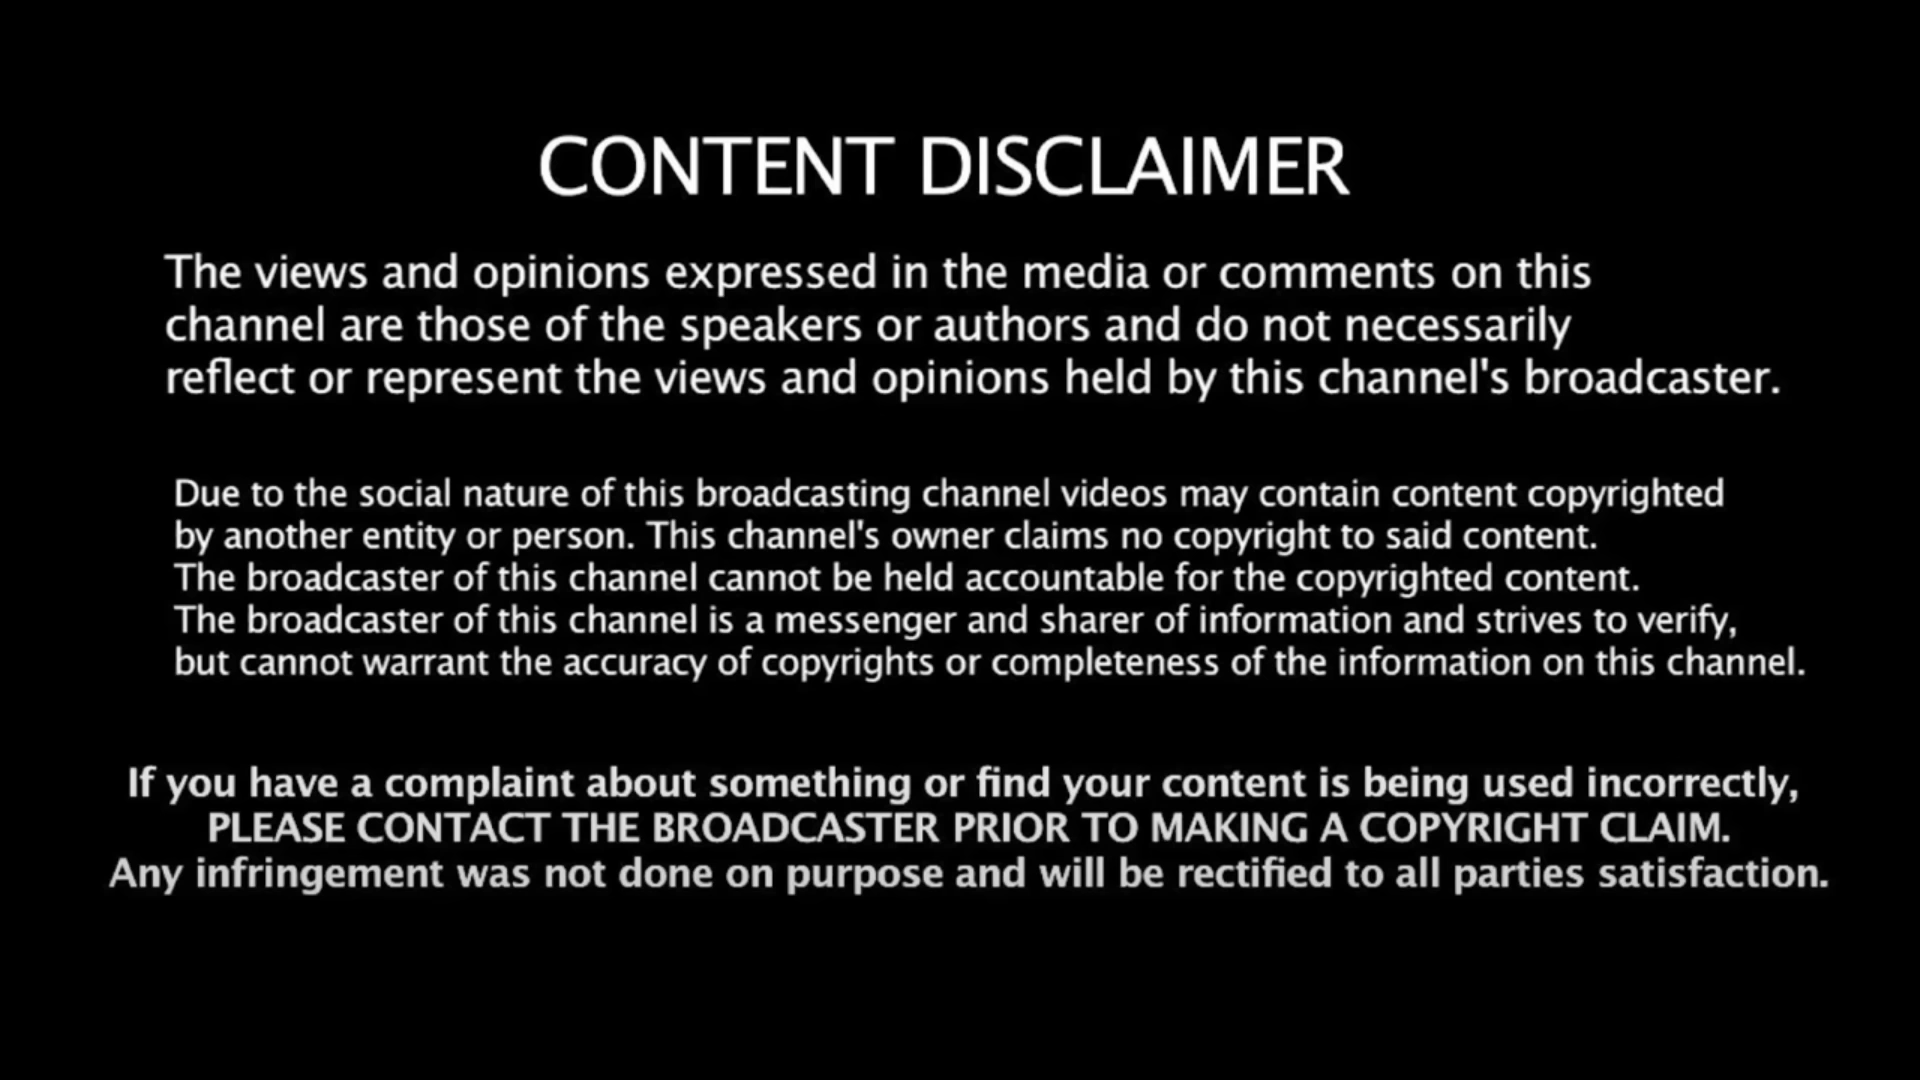 CONTENT DISCLAIMER
The views and opinions expressed in the media or comments on this
channel are those of the speakers or authors and do not necessarily
reflect or represent the views and opinions held by this channel's broadcaster.
Due to the social nature of this broadcasting channel videos may contain content copyrighted
by another entity or person. This channel's owner claims no copyright to said content.
The broadcaster of this channel cannot be held accountable for the copyrighted content.
The broadcaster of this channel is a messenger and sharer of information and strives to verify,
but cannot warrant the accuracy of copyrights or completeness of the information on this channel.
If you have a complaint about something or find your content is being used incorrectly,
PLEASE CONTACT THE BROADCASTER PRIOR TO MAKING A COPYRIGHT CLAIM.
Any infringement was not done on purpose and will be rectified to all parties satisfaction.